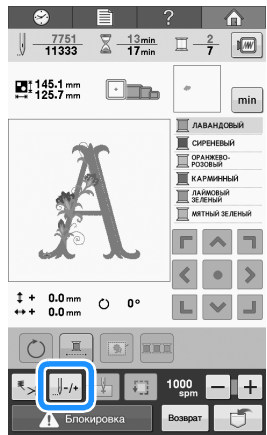 ?
7751
11333
13min
17min
2
7
145.1 mm
125.7 mm
min
ЛАВАНДОВЫЙ
СИРЕНЕВЫЙ
ОРАНЖЕВО-
РОЗОВЫЙ
КАРМИННЫЙ
ЛАЙМОВЫЙ
ЗЕЛЕНЫЙ
МЯТНЫЙ ЗЕЛЕНЫЙ
A
+ 0.0 mm
+ 0.0 mm
0°
-/+
1000
spm
− +
Блокировка
Возврат